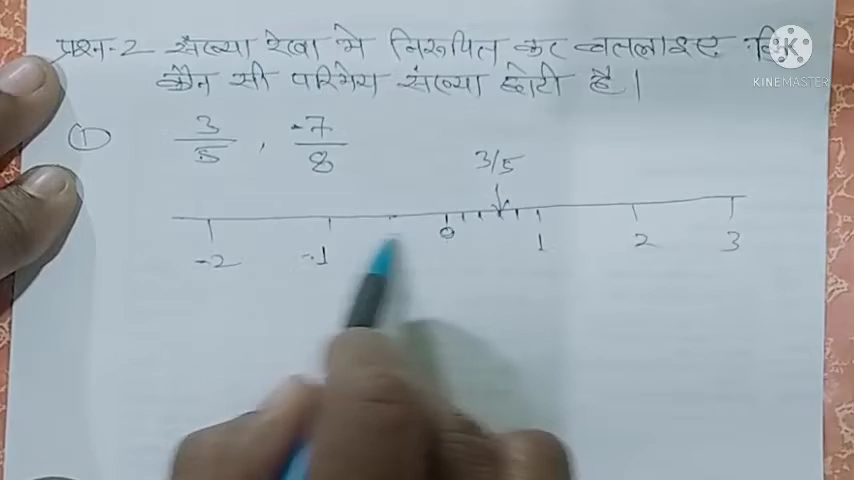 प्रश्न-2 संख्या रेखा मे निरूपित कर बतलाइए कि
कौन सी परिमेय संख्या छोटी है।
① 3/5 , -7/8
3/5
-2 -1 0 1 2 3
K
KINEMASTER